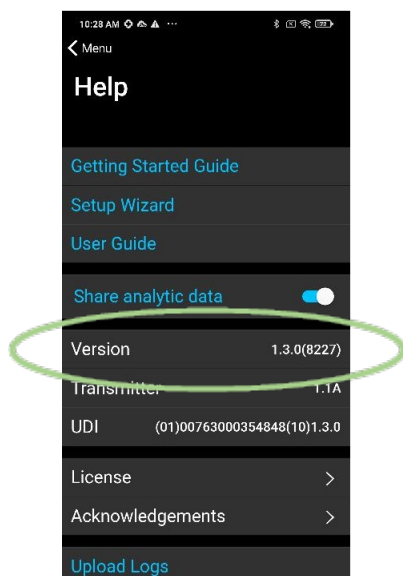 10:28 AM
Menu
Help
Getting Started Guide
Setup Wizard
User Guide
Share analytic data
Version 1.3.0(8227)
Transmitter 1.1A
UDI (01)00763000354848(10)1.3.0
License
Acknowledgements
Upload Logs